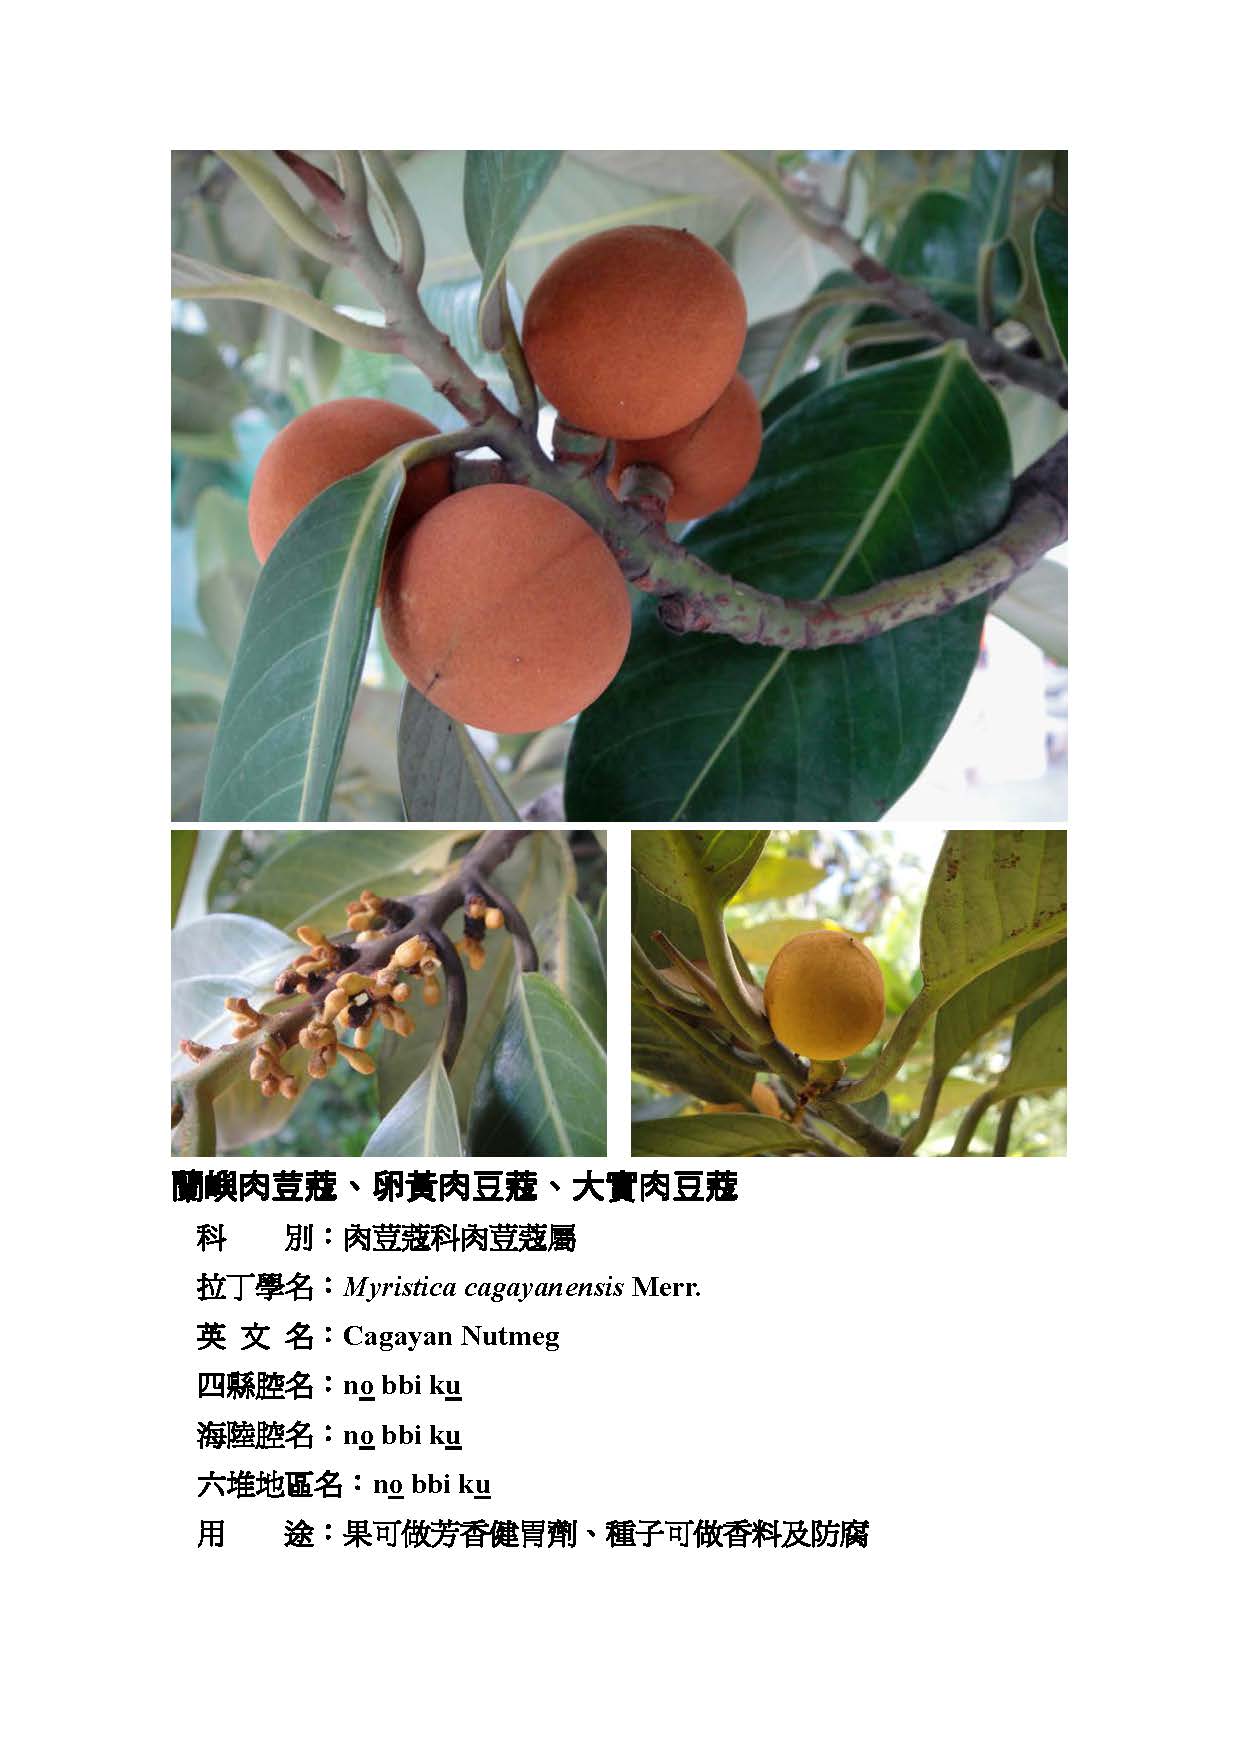 蘭嶼肉荳蔻、卵黃肉豆蔻、大實肉豆蔻
科　　別：肉荳蔻科肉荳蔻屬
拉丁學名：Myristica cagayanensis Merr.
英 文 名：Cagayan Nutmeg
四縣腔名：no bbi ku
海陸腔名：no bbi ku
六堆地區名：no bbi ku
用　　途：果可做芳香健胃劑、種子可做香料及防腐